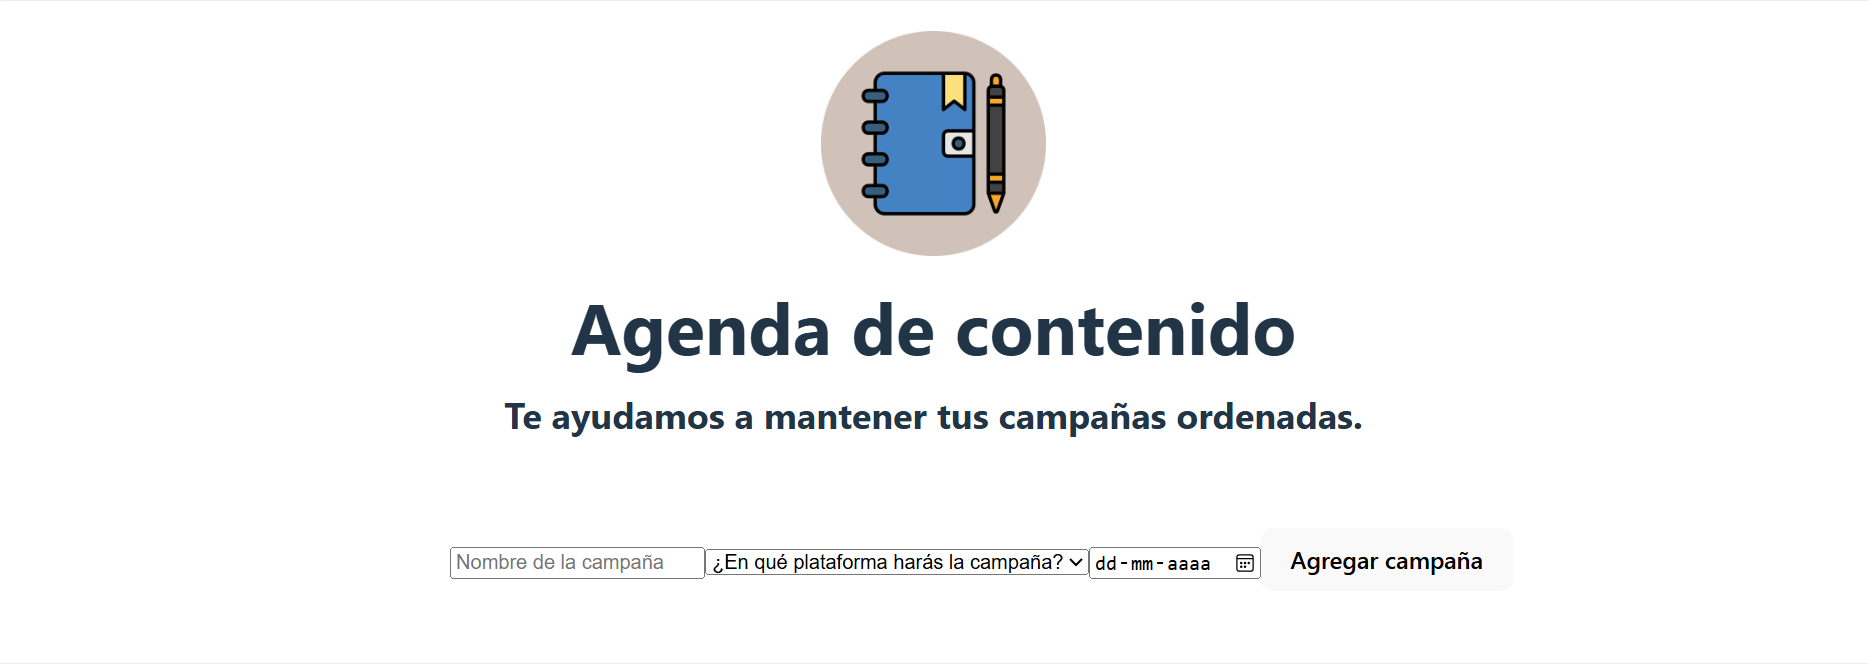 Agenda de contenido
Te ayudamos a mantener tus campañas ordenadas.
Nombre de la campaña ¿En qué plataforma harás la campaña? dd-mm-aaaa Agregar campaña